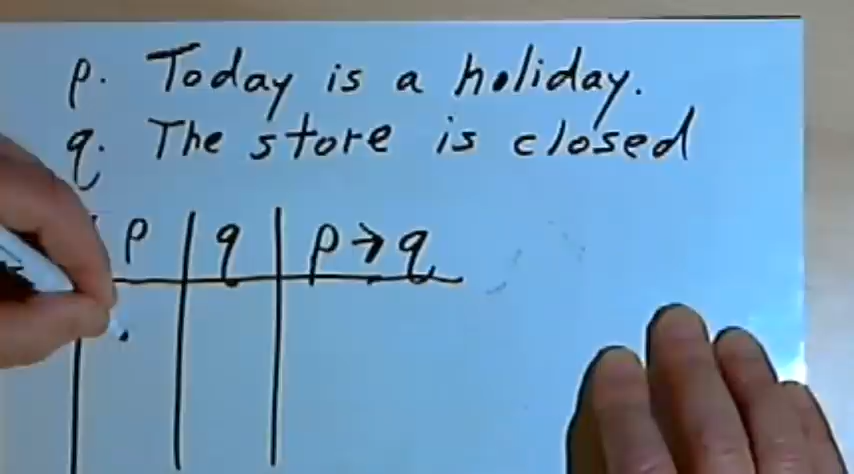 p. Today is a holiday.
q. The store is closed
p q p → q